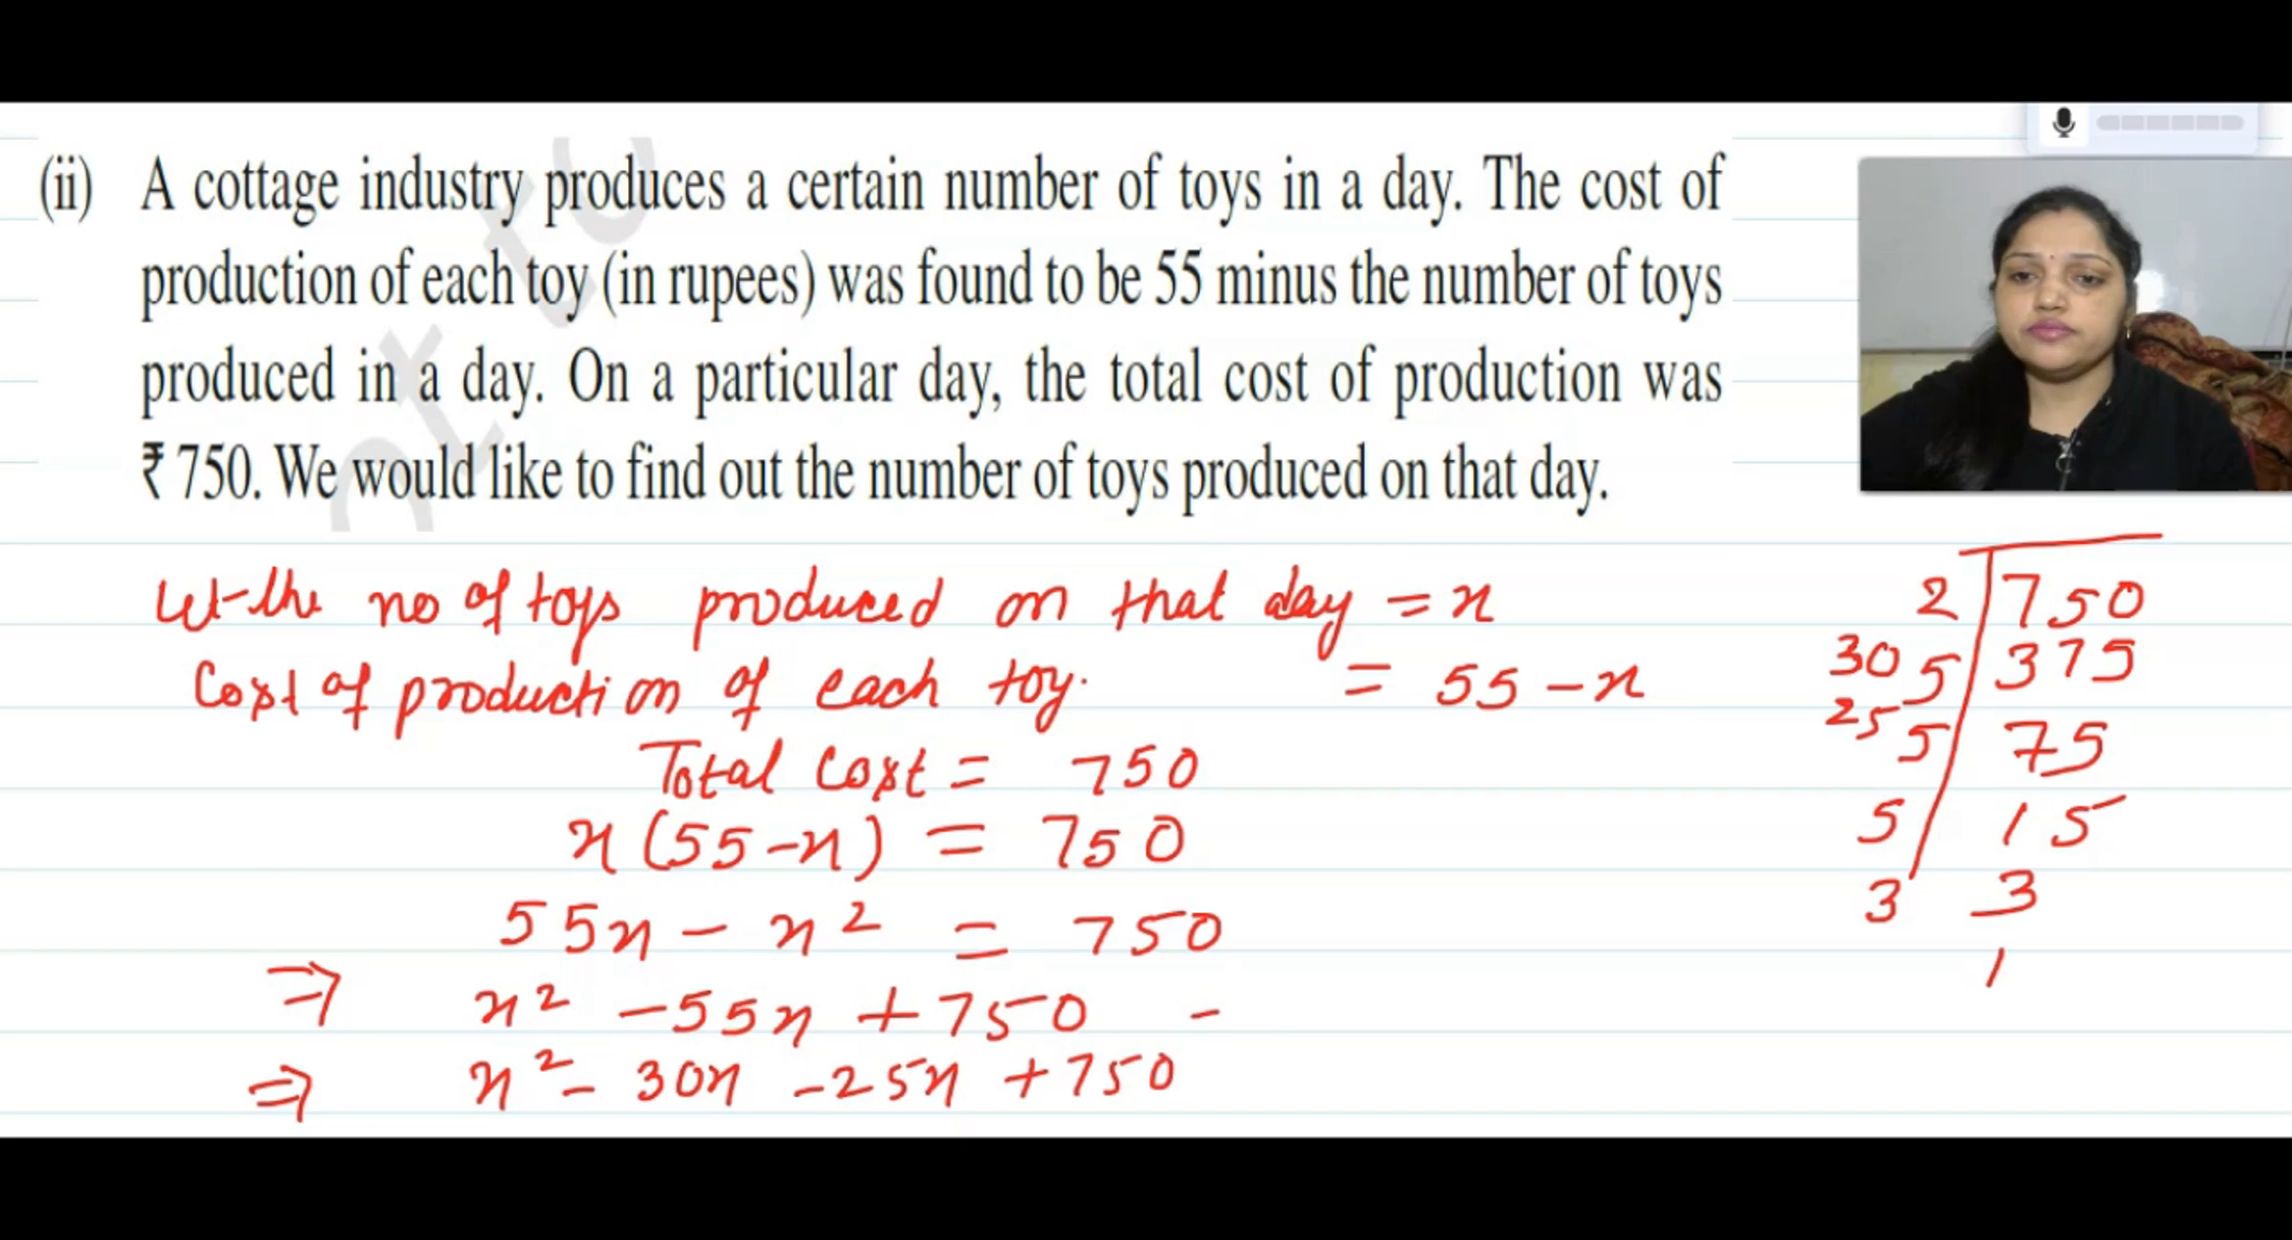 (ii) A cottage industry produces a certain number of toys in a day. The cost of
production of each toy (in rupees) was found to be 55 minus the number of toys
produced in a day. On a particular day, the total cost of production was
₹ 750. We would like to find out the number of toys produced on that day.
Let the no of toys produced on that day = x
Cost of production of each toy. = 55 - x
Total Cost = 750
x (55-x) = 750
55x - x² = 750
⇒ x² - 55x + 750 -
⇒ x² - 30x - 25x + 750
2 750
30 5 375
25 5 75
5 15
3 3
1